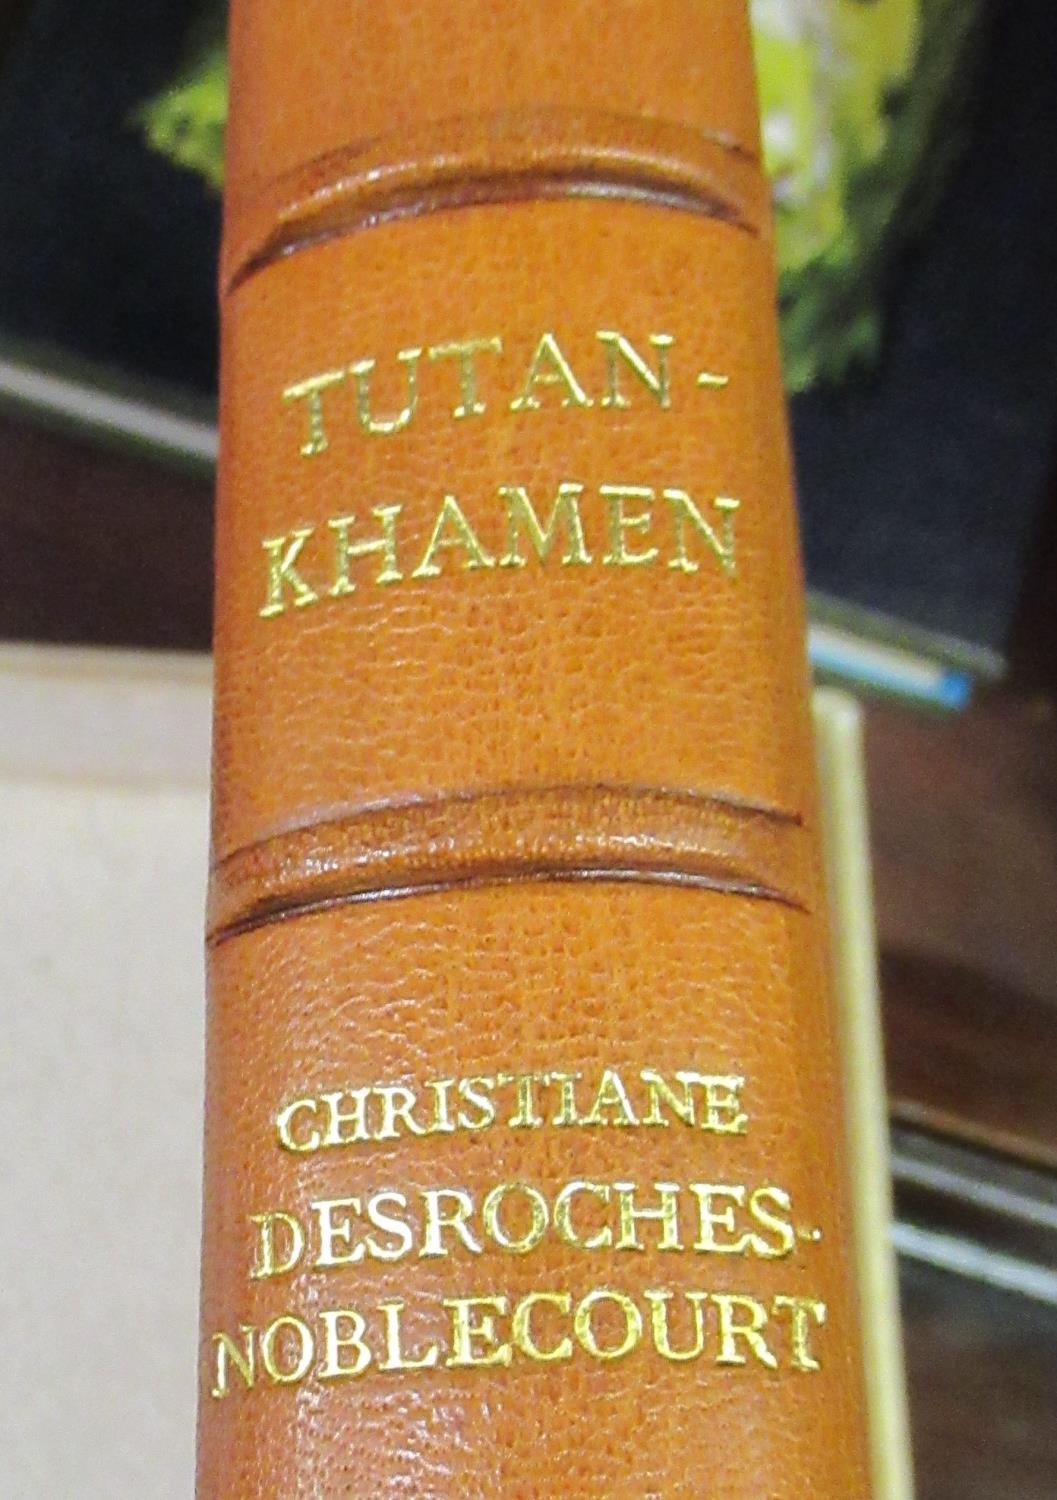 TUTAN-
KHAMEN
CHRISTIANE
DESROCHES-
NOBLECOURT